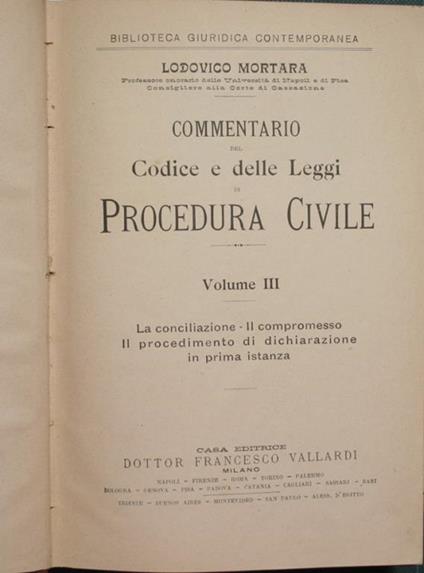 BIBLIOTECA GIURIDICA CONTEMPORANEA
LODOVICO MORTARA
Professore onorario delle Università di Napoli e di Pisa
Consigliere alla Corte di Cassazione
COMMENTARIO
DEL
Codice e delle Leggi
DI
PROCEDURA CIVILE
Volume III
La conciliazione - Il compromesso
Il procedimento di dichiarazione
in prima istanza
CASA EDITRICE
DOTTOR FRANCESCO VALLARDI
MILANO
NAPOLI — FIRENZE — ROMA — TORINO — PALERMO
BOLOGNA — GENOVA — PISA — PADOVA — CATANIA — CAGLIARI — SASSARI — BARI
TRIESTE — BUENOS AIRES — MONTEVIDEO — SAN PAULO — ALESS. D'EGITTO